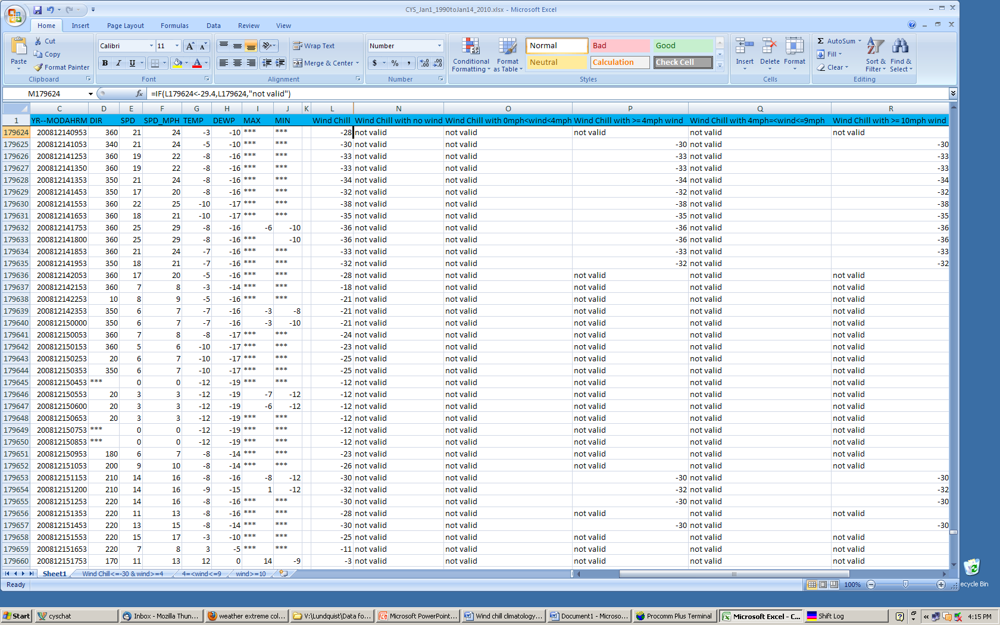 CYS_Jan1_1990toJan14_2010.xlsx - Microsoft Excel
Home Insert Page Layout Formulas Data Review View
Paste Cut Copy Format Painter Clipboard
Calibri 11 B I U Font
Wrap Text Merge & Center Alignment
Number $ % , Number
Conditional Formatting Format as Table Normal Bad Good Neutral Calculation Check Cell Styles
Insert Delete Format Cells
Σ AutoSum Fill Clear Sort & Filter Find & Select Editing
M179624 fx =IF(L179624<-29.4,L179624,"not valid")
C D E F G H I J K L N O P Q R
1 YR--MODAHRM DIR SPD SPD_MPH TEMP DEWP MAX MIN Wind Chill Wind Chill with no wind Wind Chill with 0mph<wind<4mph Wind Chill with >= 4mph wind Wind Chill with 4mph=<wind<=9mph Wind Chill with >= 10mph wind
179624 200812140953 360 21 24 -3 -10 *** *** -28 not valid not valid not valid not valid not valid
179625 200812141053 340 21 24 -5 -10 *** *** -30 not valid not valid -30 not valid -30
179626 200812141253 360 19 22 -8 -16 *** *** -33 not valid not valid -33 not valid -33
179627 200812141350 360 19 22 -8 -16 *** *** -33 not valid not valid -33 not valid -33
179628 200812141353 350 21 24 -8 -16 *** *** -34 not valid not valid -34 not valid -34
179629 200812141453 350 17 20 -8 -16 *** *** -32 not valid not valid -32 not valid -32
179630 200812141553 360 22 25 -10 -17 *** *** -38 not valid not valid -38 not valid -38
179631 200812141653 360 18 21 -10 -17 *** *** -35 not valid not valid -35 not valid -35
179632 200812141753 360 25 29 -8 -16 -6 -10 -36 not valid not valid -36 not valid -36
179633 200812141800 360 25 29 -8 -16 *** -10 -36 not valid not valid -36 not valid -36
179634 200812141853 360 21 24 -7 -16 *** *** -33 not valid not valid -33 not valid -33
179635 200812141953 350 18 21 -7 -16 *** *** -32 not valid not valid -32 not valid -32
179636 200812142053 360 17 20 -5 -16 *** *** -28 not valid not valid not valid not valid not valid
179637 200812142153 360 7 8 -3 -14 *** *** -18 not valid not valid not valid not valid not valid
179638 200812142253 10 8 9 -5 -16 *** *** -21 not valid not valid not valid not valid not valid
179639 200812142353 350 6 7 -7 -16 -3 -8 -21 not valid not valid not valid not valid not valid
179640 200812150000 350 6 7 -7 -16 -3 -10 -21 not valid not valid not valid not valid not valid
179641 200812150053 360 7 8 -8 -17 *** *** -24 not valid not valid not valid not valid not valid
179642 200812150153 360 5 6 -10 -17 *** *** -23 not valid not valid not valid not valid not valid
179643 200812150253 20 6 7 -10 -17 *** *** -25 not valid not valid not valid not valid not valid
179644 200812150353 350 6 7 -10 -17 *** *** -25 not valid not valid not valid not valid not valid
179645 200812150453 *** 0 0 -12 -19 *** *** -12 not valid not valid not valid not valid not valid
179646 200812150553 20 3 3 -12 -19 -7 -12 -12 not valid not valid not valid not valid not valid
179647 200812150600 20 3 3 -12 -19 -6 -12 -12 not valid not valid not valid not valid not valid
179648 200812150653 20 3 3 -12 -19 *** *** -12 not valid not valid not valid not valid not valid
179649 200812150753 *** 0 0 -12 -19 *** *** -12 not valid not valid not valid not valid not valid
179650 200812150853 *** 0 0 -12 -19 *** *** -12 not valid not valid not valid not valid not valid
179651 200812150953 180 6 7 -8 -14 *** *** -23 not valid not valid not valid not valid not valid
179652 200812151053 200 9 10 -8 -14 *** *** -26 not valid not valid not valid not valid not valid
179653 200812151153 210 14 16 -8 -16 -8 -12 -30 not valid not valid -30 not valid -30
179654 200812151200 210 14 16 -9 -15 1 -12 -32 not valid not valid -32 not valid -32
179655 200812151253 220 14 16 -8 -16 *** *** -30 not valid not valid -30 not valid -30
179656 200812151353 220 11 13 -8 -16 *** *** -28 not valid not valid not valid not valid not valid
179657 200812151453 220 13 15 -8 -14 *** *** -30 not valid not valid -30 not valid -30
179658 200812151553 220 15 17 -3 -10 *** *** -25 not valid not valid not valid not valid not valid
179659 200812151653 220 7 8 3 -5 *** *** -11 not valid not valid not valid not valid not valid
179660 200812151753 170 11 13 12 0 14 -9 -3 not valid not valid not valid not valid not valid
Sheet1 Wind Chill<=-30 & wind>=4 4=<wind<=9 wind>=10
Ready 100%
ecycle Bin
Start cyschat Inbox - Mozilla Thun... weather extreme col... V:\Lundquist\Data fo... Microsoft PowerPoint... Wind chill climatology... Document1 - Microso... Procomm Plus Terminal Microsoft Excel - C... Shift Log 4:15 PM